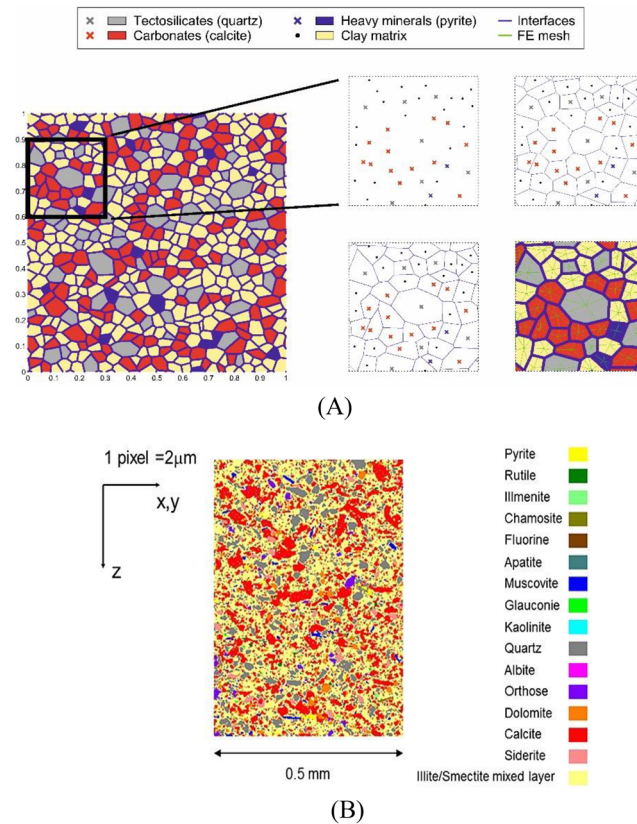 A
Tectosilicates (quartz) Heavy minerals (pyrite) Interfaces
Carbonates (calcite) Clay matrix FE mesh
1
0.9
0.8
0.7
0.6
0.5
0.4
0.3
0.2
0.1
0
0 0.1 0.2 0.3 0.4 0.5 0.6 0.7 0.8 0.9 1
(A)
B
1 pixel =2μm
x,y
z
0.5 mm
Pyrite
Rutile
Illmenite
Chamosite
Fluorine
Apatite
Muscovite
Glauconie
Kaolinite
Quartz
Albite
Orthose
Dolomite
Calcite
Siderite
Illite/Smectite mixed layer
(B)